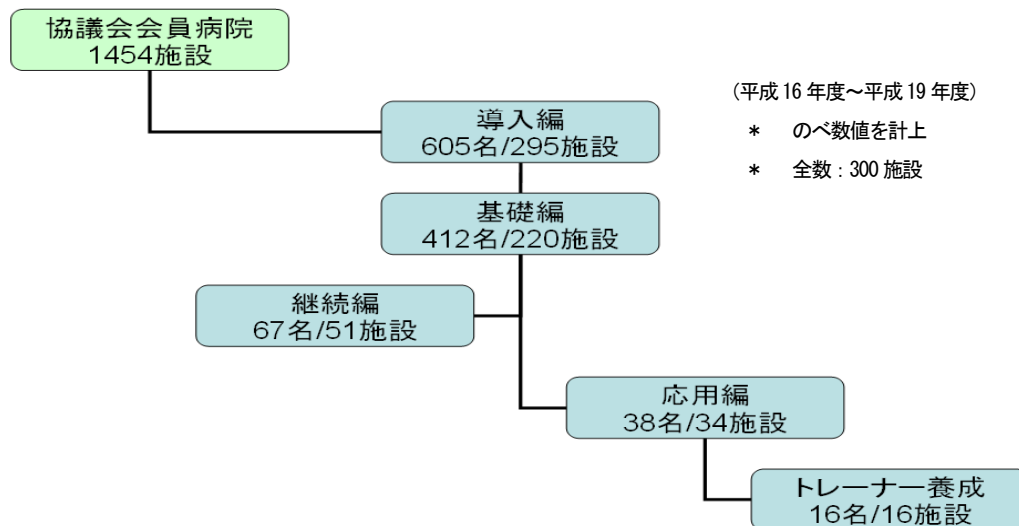 協議会会員病院
1454施設
(平成16年度～平成19年度)
* のべ数値を計上
* 全数：300施設
導入編
605名/295施設
基礎編
412名/220施設
継続編
67名/51施設
応用編
38名/34施設
トレーナー養成
16名/16施設